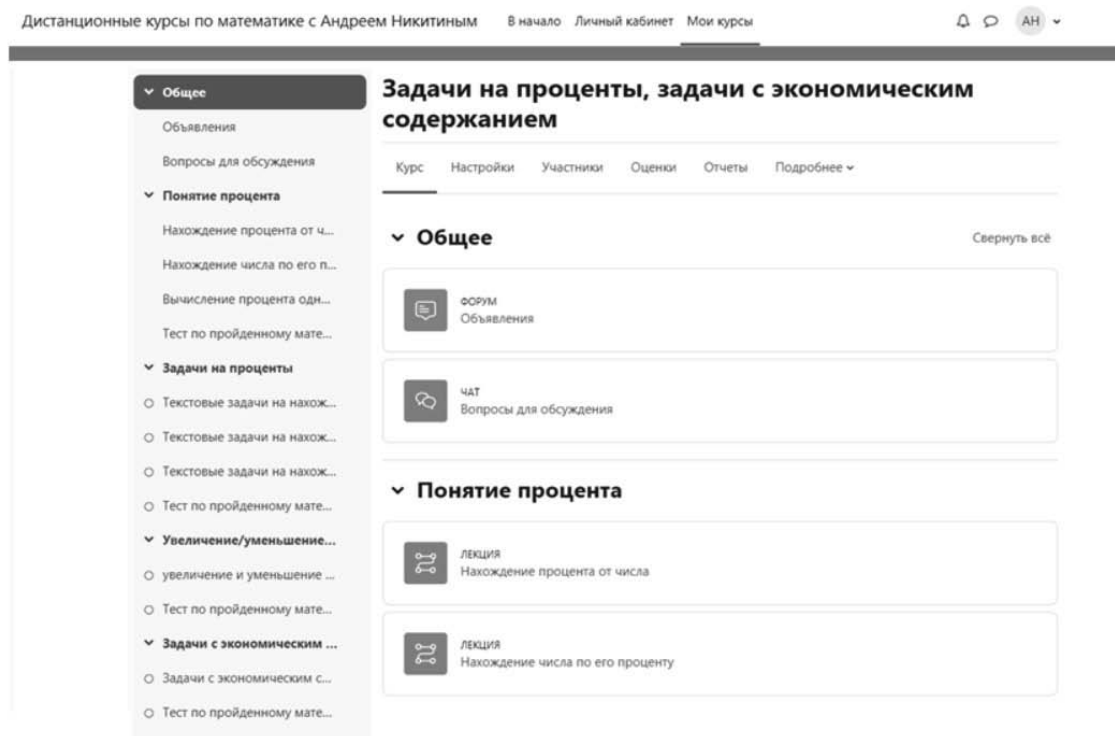 Дистанционные курсы по математике с Андреем Никитиным
В начало Личный кабинет Мои курсы
АН
Общее
Объявления
Вопросы для обсуждения
Понятие процента
Нахождение процента от ч...
Нахождение числа по его п...
Вычисление процента одн...
Тест по пройденному мате...
Задачи на проценты
Текстовые задачи на нахож...
Текстовые задачи на нахож...
Текстовые задачи на нахож...
Тест по пройденному мате...
Увеличение/уменьшение...
увеличение и уменьшение ...
Тест по пройденному мате...
Задачи с экономическим ...
Задачи с экономическим с...
Тест по пройденному мате...
Задачи на проценты, задачи с экономическим
содержанием
Курс Настройки Участники Оценки Отчеты Подробнее
Общее
Свернуть всё
ФОРУМ
Объявления
ЧАТ
Вопросы для обсуждения
Понятие процента
ЛЕКЦИЯ
Нахождение процента от числа
ЛЕКЦИЯ
Нахождение числа по его проценту